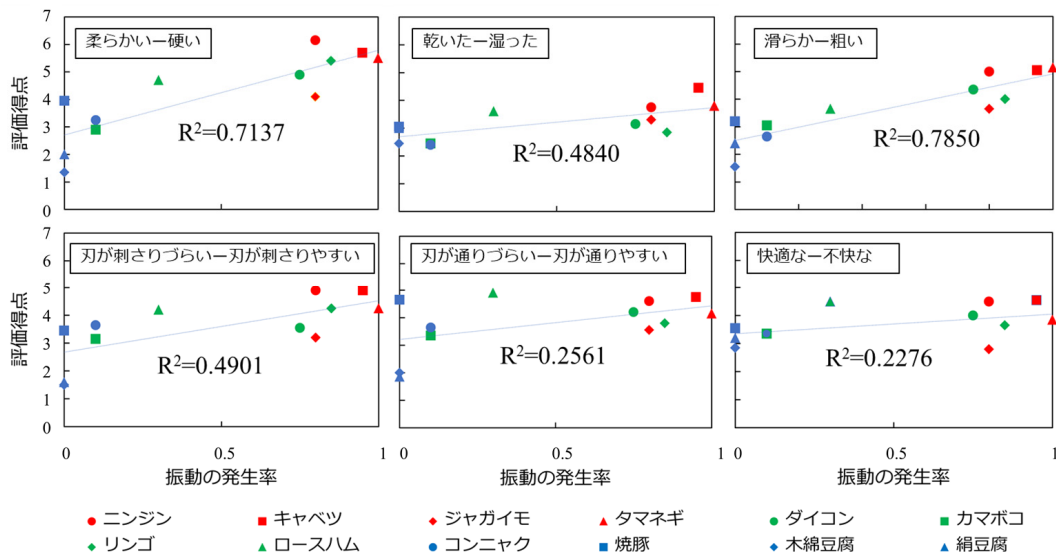 柔らかいー硬い
乾いたー湿った
滑らかー粗い
評価得点
7
6
5
4
3
2
1
0
R²=0.7137
R²=0.4840
R²=0.7850
刃が刺さりづらいー刃が刺さりやすい
刃が通りづらいー刃が通りやすい
快適なー不快な
評価得点
7
6
5
4
3
2
1
0
R²=0.4901
R²=0.2561
R²=0.2276
0 0.5 1 0 0.5 1 0 0.5 1
振動の発生率 振動の発生率 振動の発生率
ニンジン キャベツ ジャガイモ タマネギ ダイコン カマボコ
リンゴ ロースハム コンニャク 焼豚 木綿豆腐 絹豆腐